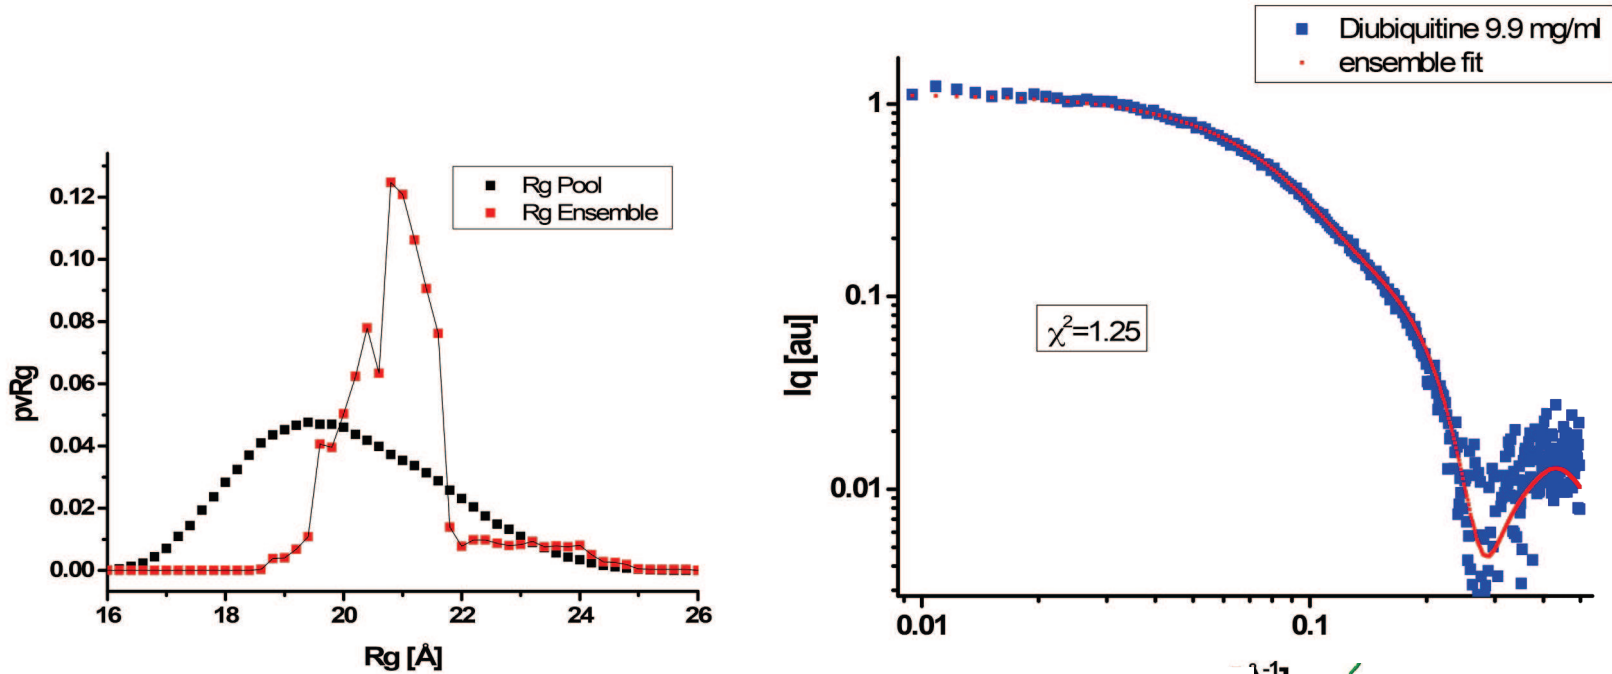 Rg Pool
Rg Ensemble
0.12
0.10
0.08
0.06
0.04
0.02
0.00
pvRg
16 18 20 22 24 26
Rg [Å]
Diubiquitine 9.9 mg/ml
ensemble fit
1
0.1
0.01
Iq [au]
χ²=1.25
0.01 0.1